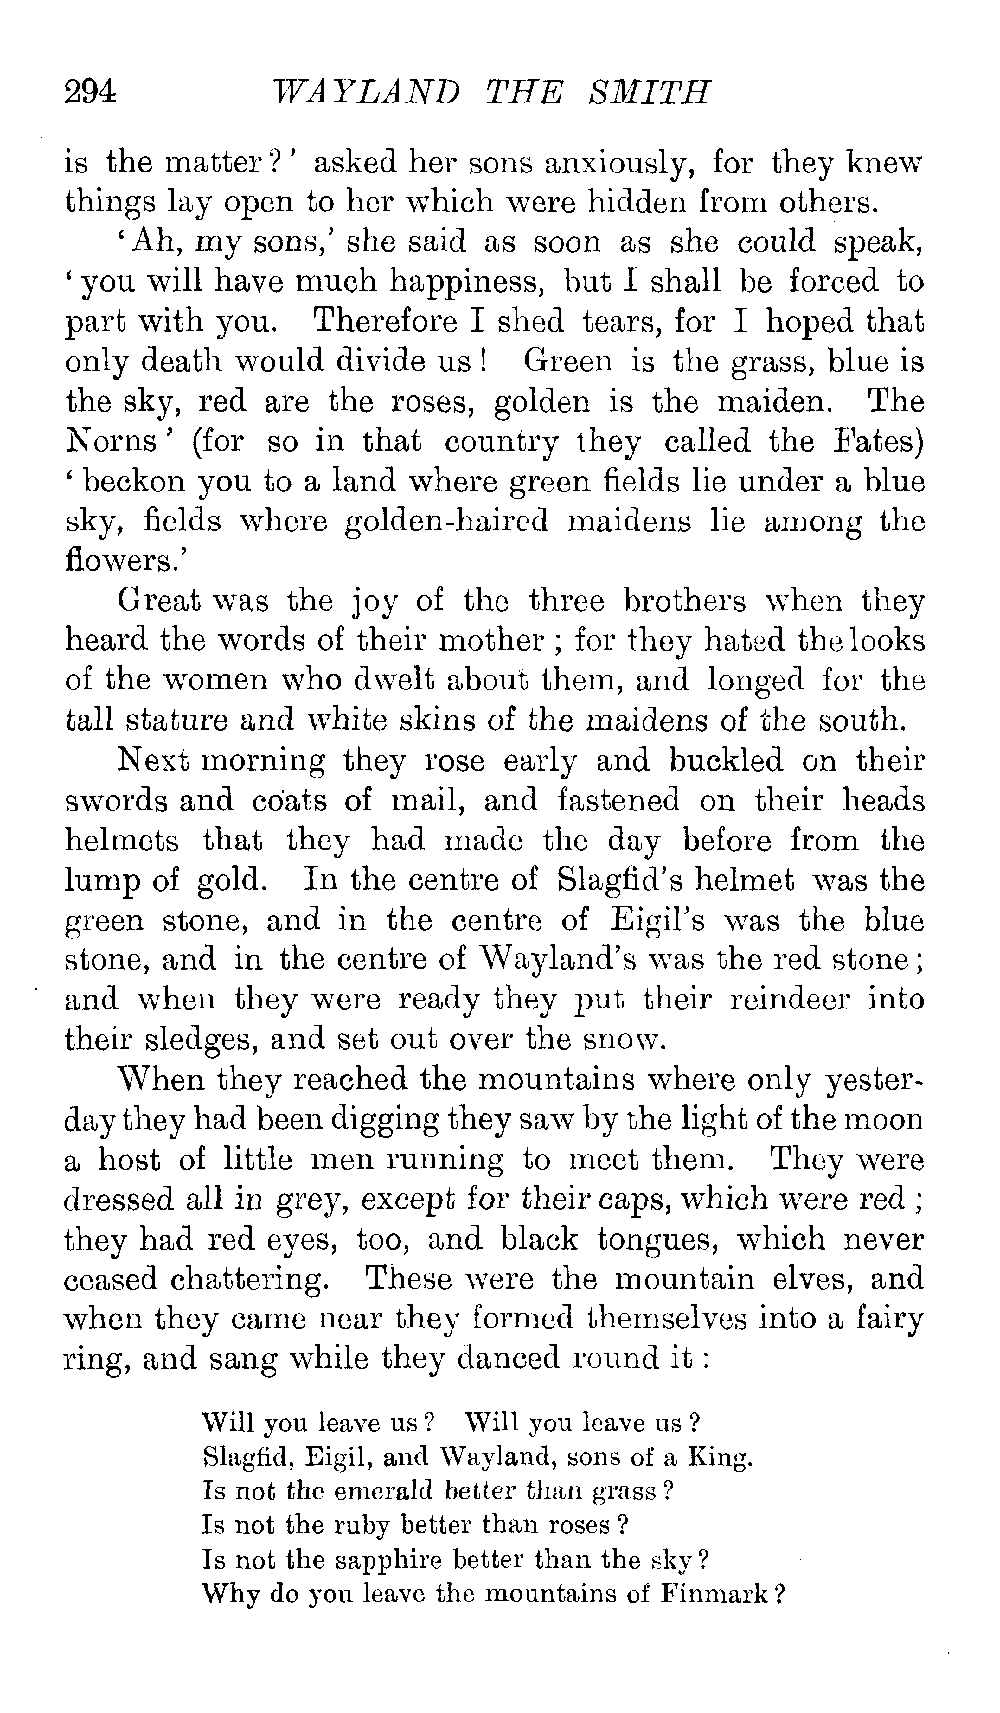 294 WAYLAND THE SMITH
is the matter?' asked her sons anxiously, for they knew
things lay open to her which were hidden from others.
'Ah, my sons,' she said as soon as she could speak,
'you will have much happiness, but I shall be forced to
part with you. Therefore I shed tears, for I hoped that
only death would divide us! Green is the grass, blue is
the sky, red are the roses, golden is the maiden. The
Norns' (for so in that country they called the Fates)
'beckon you to a land where green fields lie under a blue
sky, fields where golden-haired maidens lie among the
flowers.'
Great was the joy of the three brothers when they
heard the words of their mother; for they hated the looks
of the women who dwelt about them, and longed for the
tall stature and white skins of the maidens of the south.
Next morning they rose early and buckled on their
swords and coats of mail, and fastened on their heads
helmets that they had made the day before from the
lump of gold. In the centre of Slagfid's helmet was the
green stone, and in the centre of Eigil's was the blue
stone, and in the centre of Wayland's was the red stone;
and when they were ready they put their reindeer into
their sledges, and set out over the snow.
When they reached the mountains where only yester-
day they had been digging they saw by the light of the moon
a host of little men running to meet them. They were
dressed all in grey, except for their caps, which were red;
they had red eyes, too, and black tongues, which never
ceased chattering. These were the mountain elves, and
when they came near they formed themselves into a fairy
ring, and sang while they danced round it:
Will you leave us? Will you leave us?
Slagfid, Eigil, and Wayland, sons of a King.
Is not the emerald better than grass?
Is not the ruby better than roses?
Is not the sapphire better than the sky?
Why do you leave the mountains of Finmark?